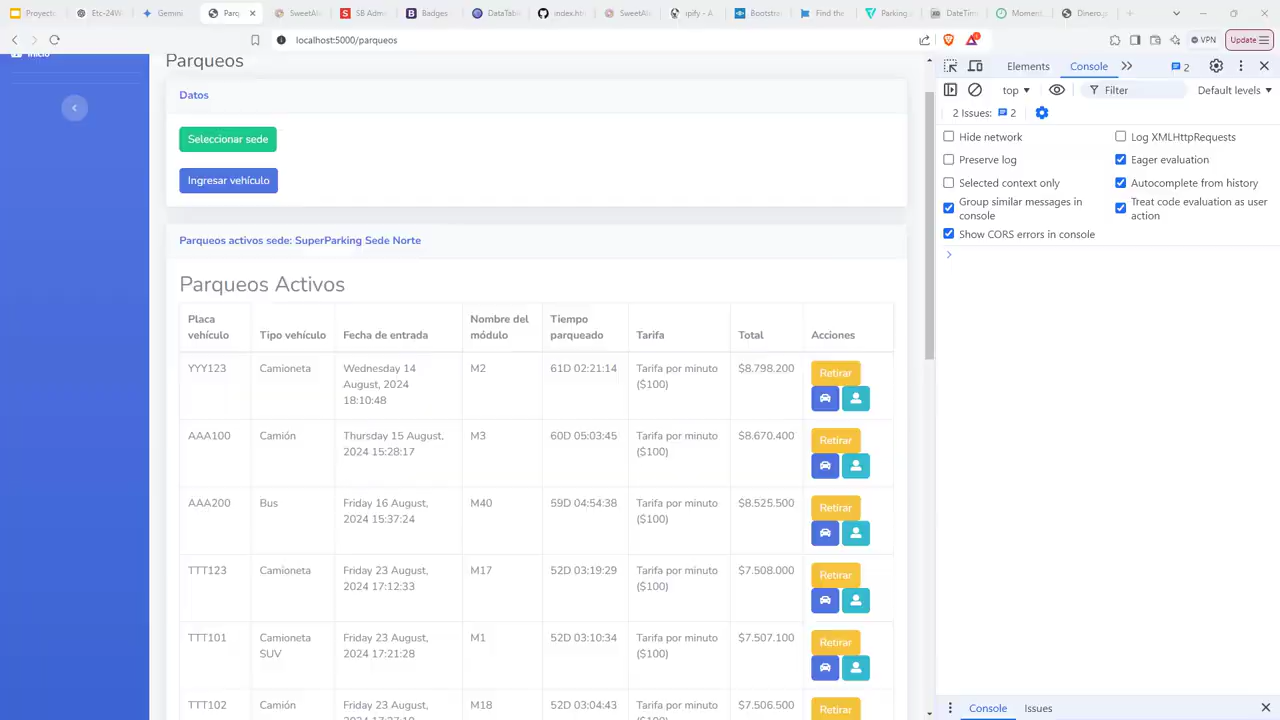 Proyecto
Etc-24W
Gemini
Parq
SweetAl
SB Adm
Badges
DataTabl
index.htm
SweetAl
ipify - A
Bootstra
Find the
Parking
DateTim
Momen
Dinero.j
localhost:5000/parqueos
VPN
Update
Inicio
Parqueos
Datos
Seleccionar sede
Ingresar vehículo
Parqueos activos sede: SuperParking Sede Norte
Parqueos Activos
Placa vehículo Tipo vehículo Fecha de entrada Nombre del módulo Tiempo parqueado Tarifa Total Acciones
YYY123 Camioneta Wednesday 14 August, 2024 18:10:48 M2 61D 02:21:14 Tarifa por minuto ($100) $8.798.200 Retirar
AAA100 Camión Thursday 15 August, 2024 15:28:17 M3 60D 05:03:45 Tarifa por minuto ($100) $8.670.400 Retirar
AAA200 Bus Friday 16 August, 2024 15:37:24 M40 59D 04:54:38 Tarifa por minuto ($100) $8.525.500 Retirar
TTT123 Camioneta Friday 23 August, 2024 17:12:33 M17 52D 03:19:29 Tarifa por minuto ($100) $7.508.000 Retirar
TTT101 Camioneta SUV Friday 23 August, 2024 17:21:28 M1 52D 03:10:34 Tarifa por minuto ($100) $7.507.100 Retirar
TTT102 Camión Friday 23 August, M18 52D 03:04:43 Tarifa por minuto $7.506.500 Retirar
Elements
Console
2
top
Filter
Default levels
2 Issues: 2
Hide network
Log XMLHttpRequests
Preserve log
Eager evaluation
Selected context only
Autocomplete from history
Group similar messages in console
Treat code evaluation as user action
Show CORS errors in console
Console
Issues